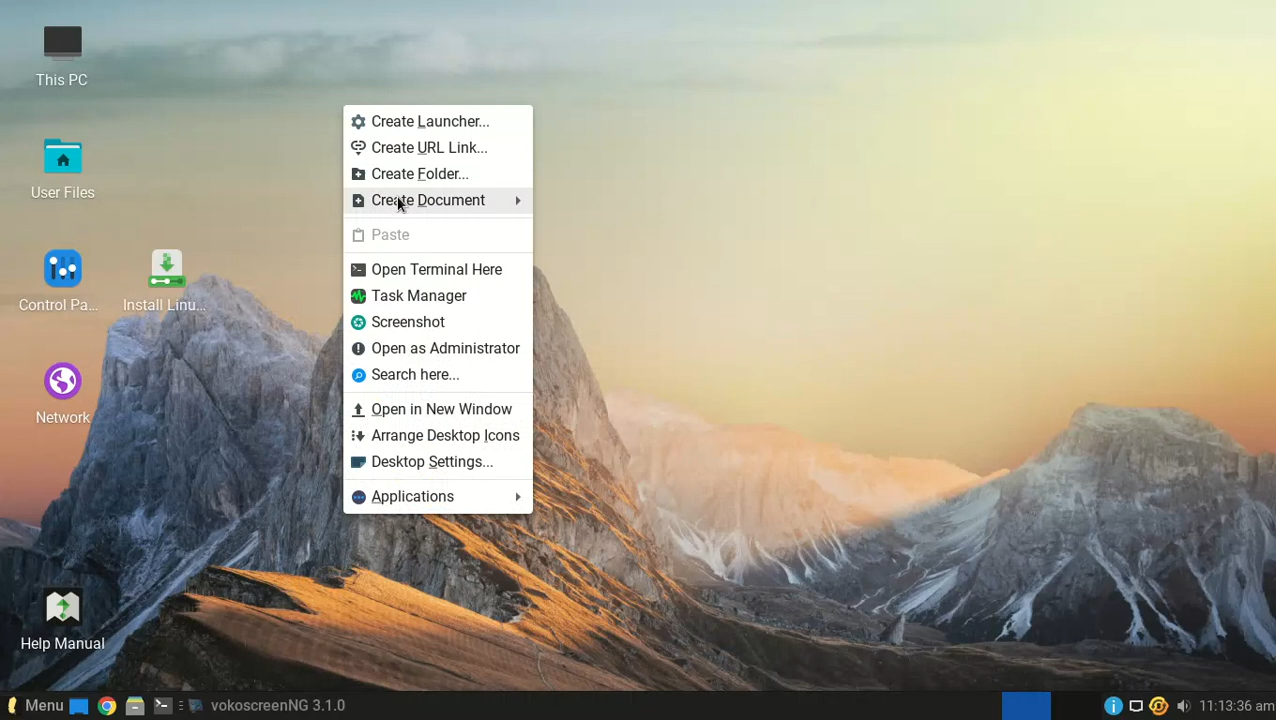 This PC
User Files
Control Pa...
Install Linu...
Network
Help Manual
Create Launcher...
Create URL Link...
Create Folder...
Create Document
Paste
Open Terminal Here
Task Manager
Screenshot
Open as Administrator
Search here...
Open in New Window
Arrange Desktop Icons
Desktop Settings...
Applications
Menu
vokoscreenNG 3.1.0
11:13:36 am